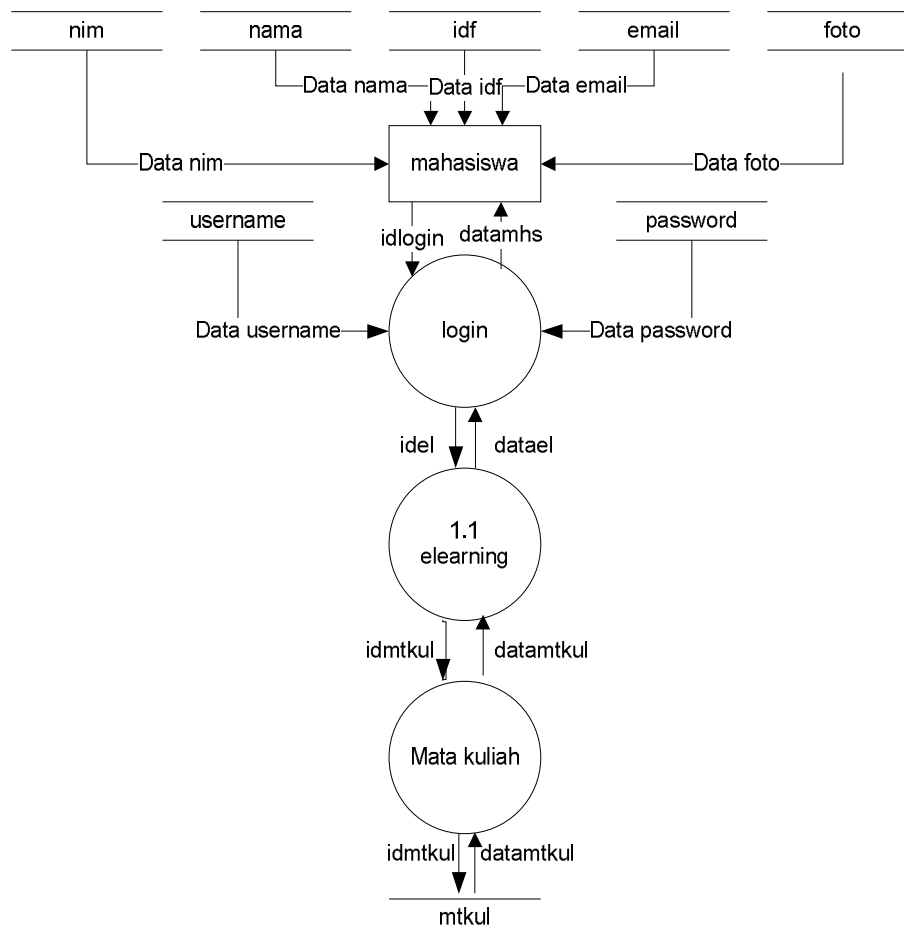 nim
nama
idf
email
foto
Data nama
Data idf
Data email
Data nim
mahasiswa
Data foto
username
password
idlogin
datamhs
Data username
login
Data password
idel
datael
1.1
elearning
idmtkul
datamtkul
Mata kuliah
idmtkul
datamtkul
mtkul